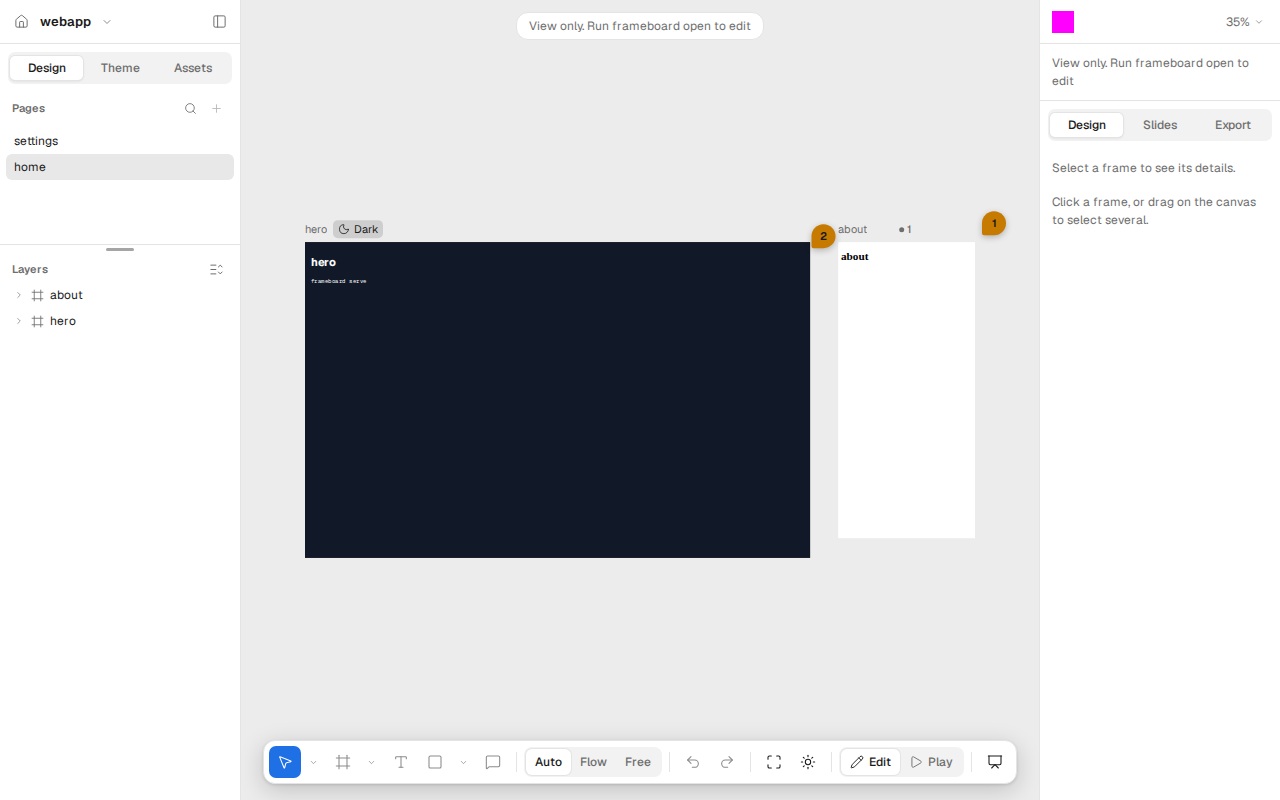 webapp
View only. Run frameboard open to edit
35%
Design
Theme
Assets
View only. Run frameboard open to
edit
Pages
Design
Slides
Export
settings
home
Select a frame to see its details.
Click a frame, or drag on the canvas
to select several.
hero
Dark
2
about
1
1
hero
frameboard serve
about
Layers
about
hero
Auto
Flow
Free
Edit
Play